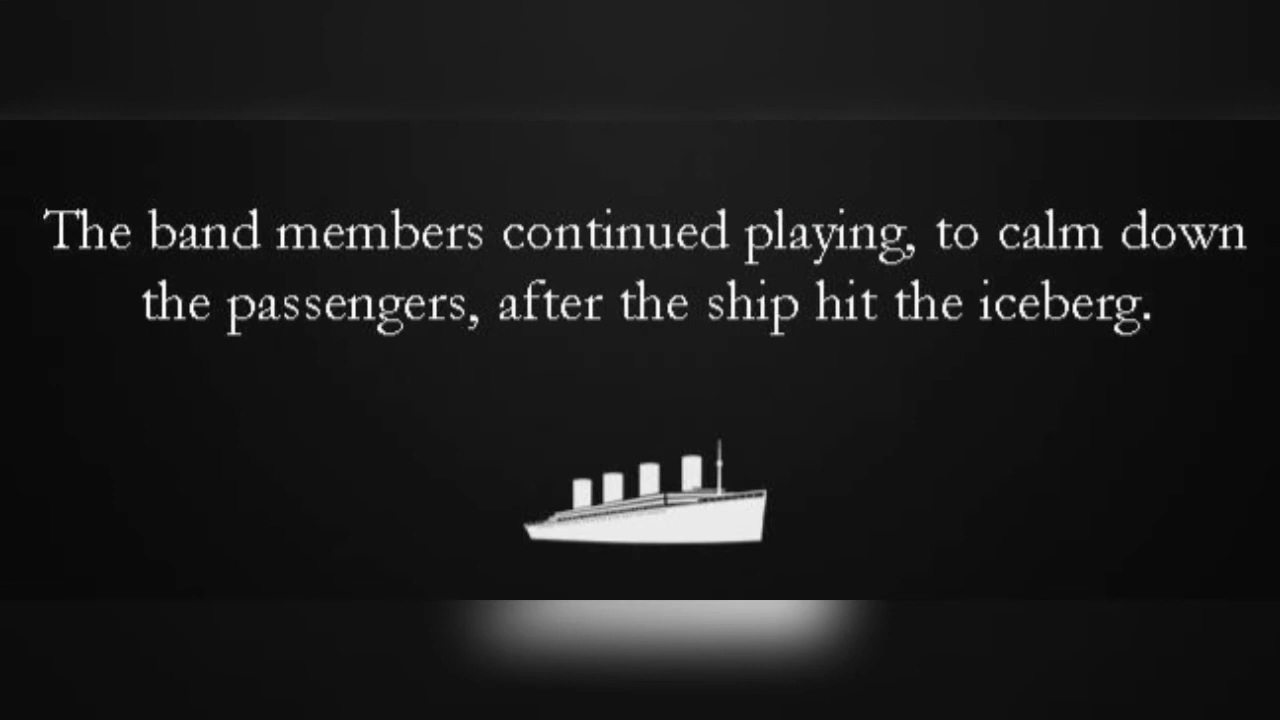 The band members continued playing, to calm down
the passengers, after the ship hit the iceberg.